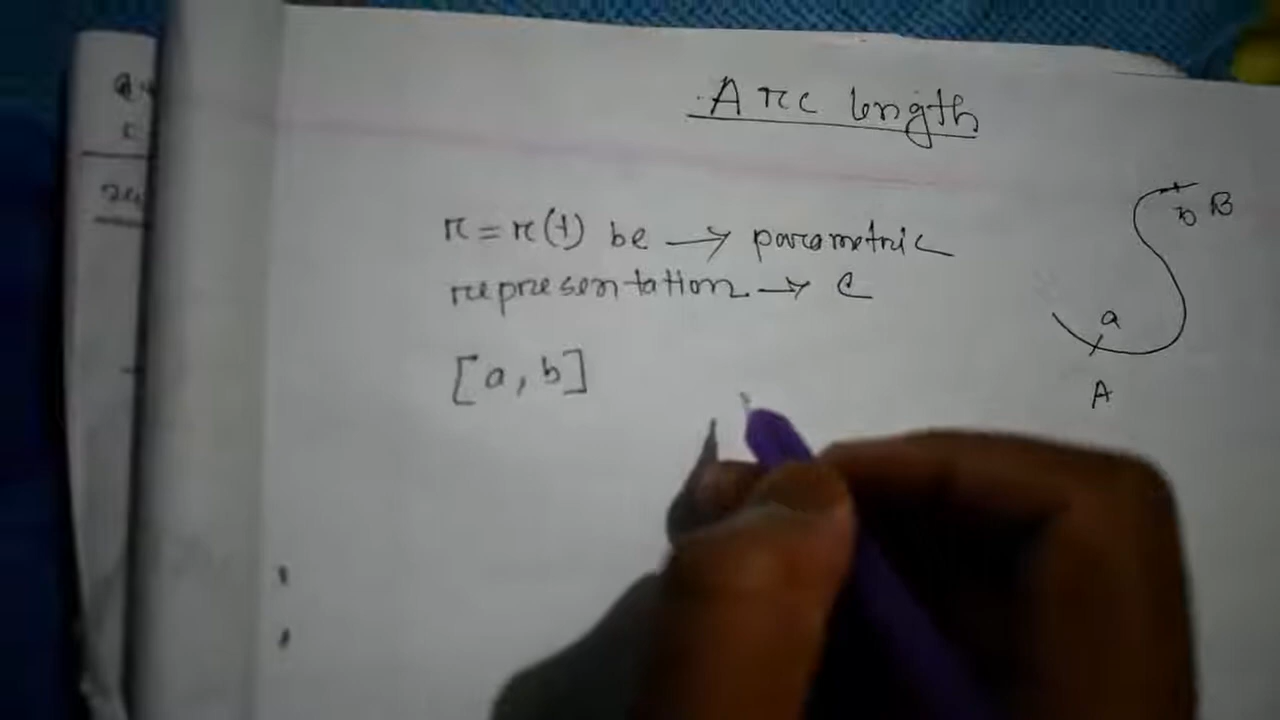 Arc length
r = r(t) be → parametric
representation → C
[a, b]
b B
a
A